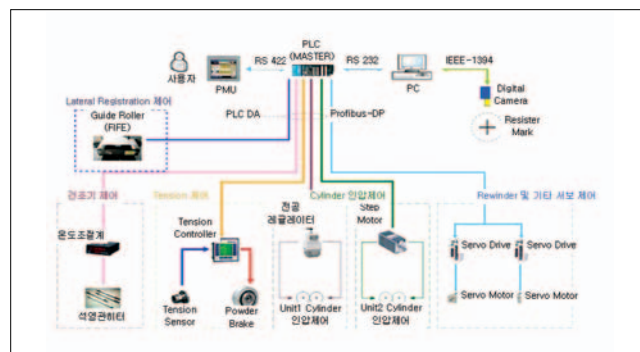 PLC
(MASTER)
RS 422
RS 232
IEEE-1394
사용자
PMU
PC
Digital
Camera
Lateral Registration 제어
Guide Roller
(FIFE)
PLC DA
Profibus-DP
Resister
Mark
건조기 제어
Tension 제어
Cylinder 인압제어
Rewinder 및 기타 서보 제어
온도조절계
Tension
Controller
전공
레귤레이터
Step
Motor
Servo Drive
Servo Drive
석영관히터
Tension
Sensor
Powder
Brake
Unit1 Cylinder
인압제어
Unit2 Cylinder
인압제어
Servo Motor
Servo Motor